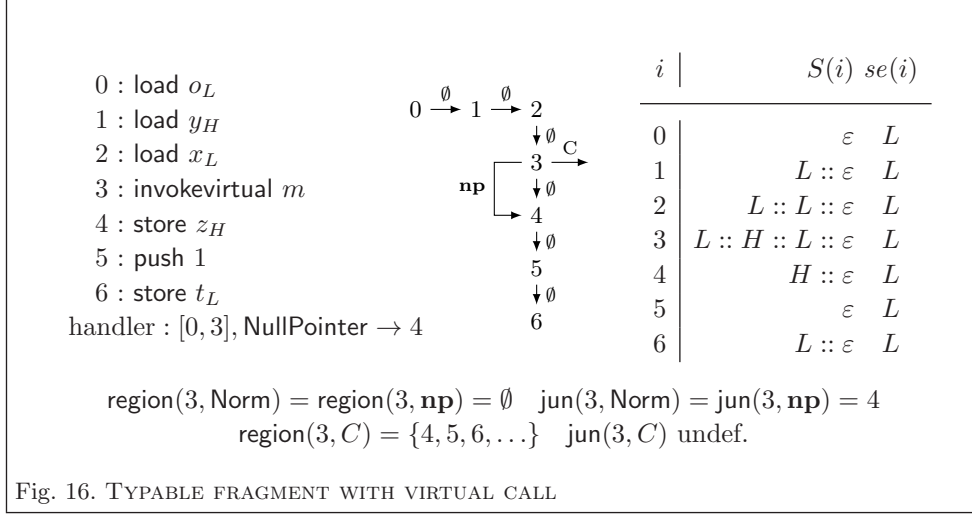 0 : load o_L
1 : load y_H
2 : load x_L
3 : invokevirtual m
4 : store z_H
5 : push 1
6 : store t_L
handler : [0, 3], NullPointer → 4
0 ∅ 1 ∅ 2
∅
3 C
np ∅
4
∅
5
∅
6
i S(i) se(i)
0 ε L
1 L :: ε L
2 L :: L :: ε L
3 L :: H :: L :: ε L
4 H :: ε L
5 ε L
6 L :: ε L
region(3, Norm) = region(3, np) = ∅ jun(3, Norm) = jun(3, np) = 4
region(3, C) = {4, 5, 6, . . .} jun(3, C) undef.
Fig. 16. Typable fragment with virtual call